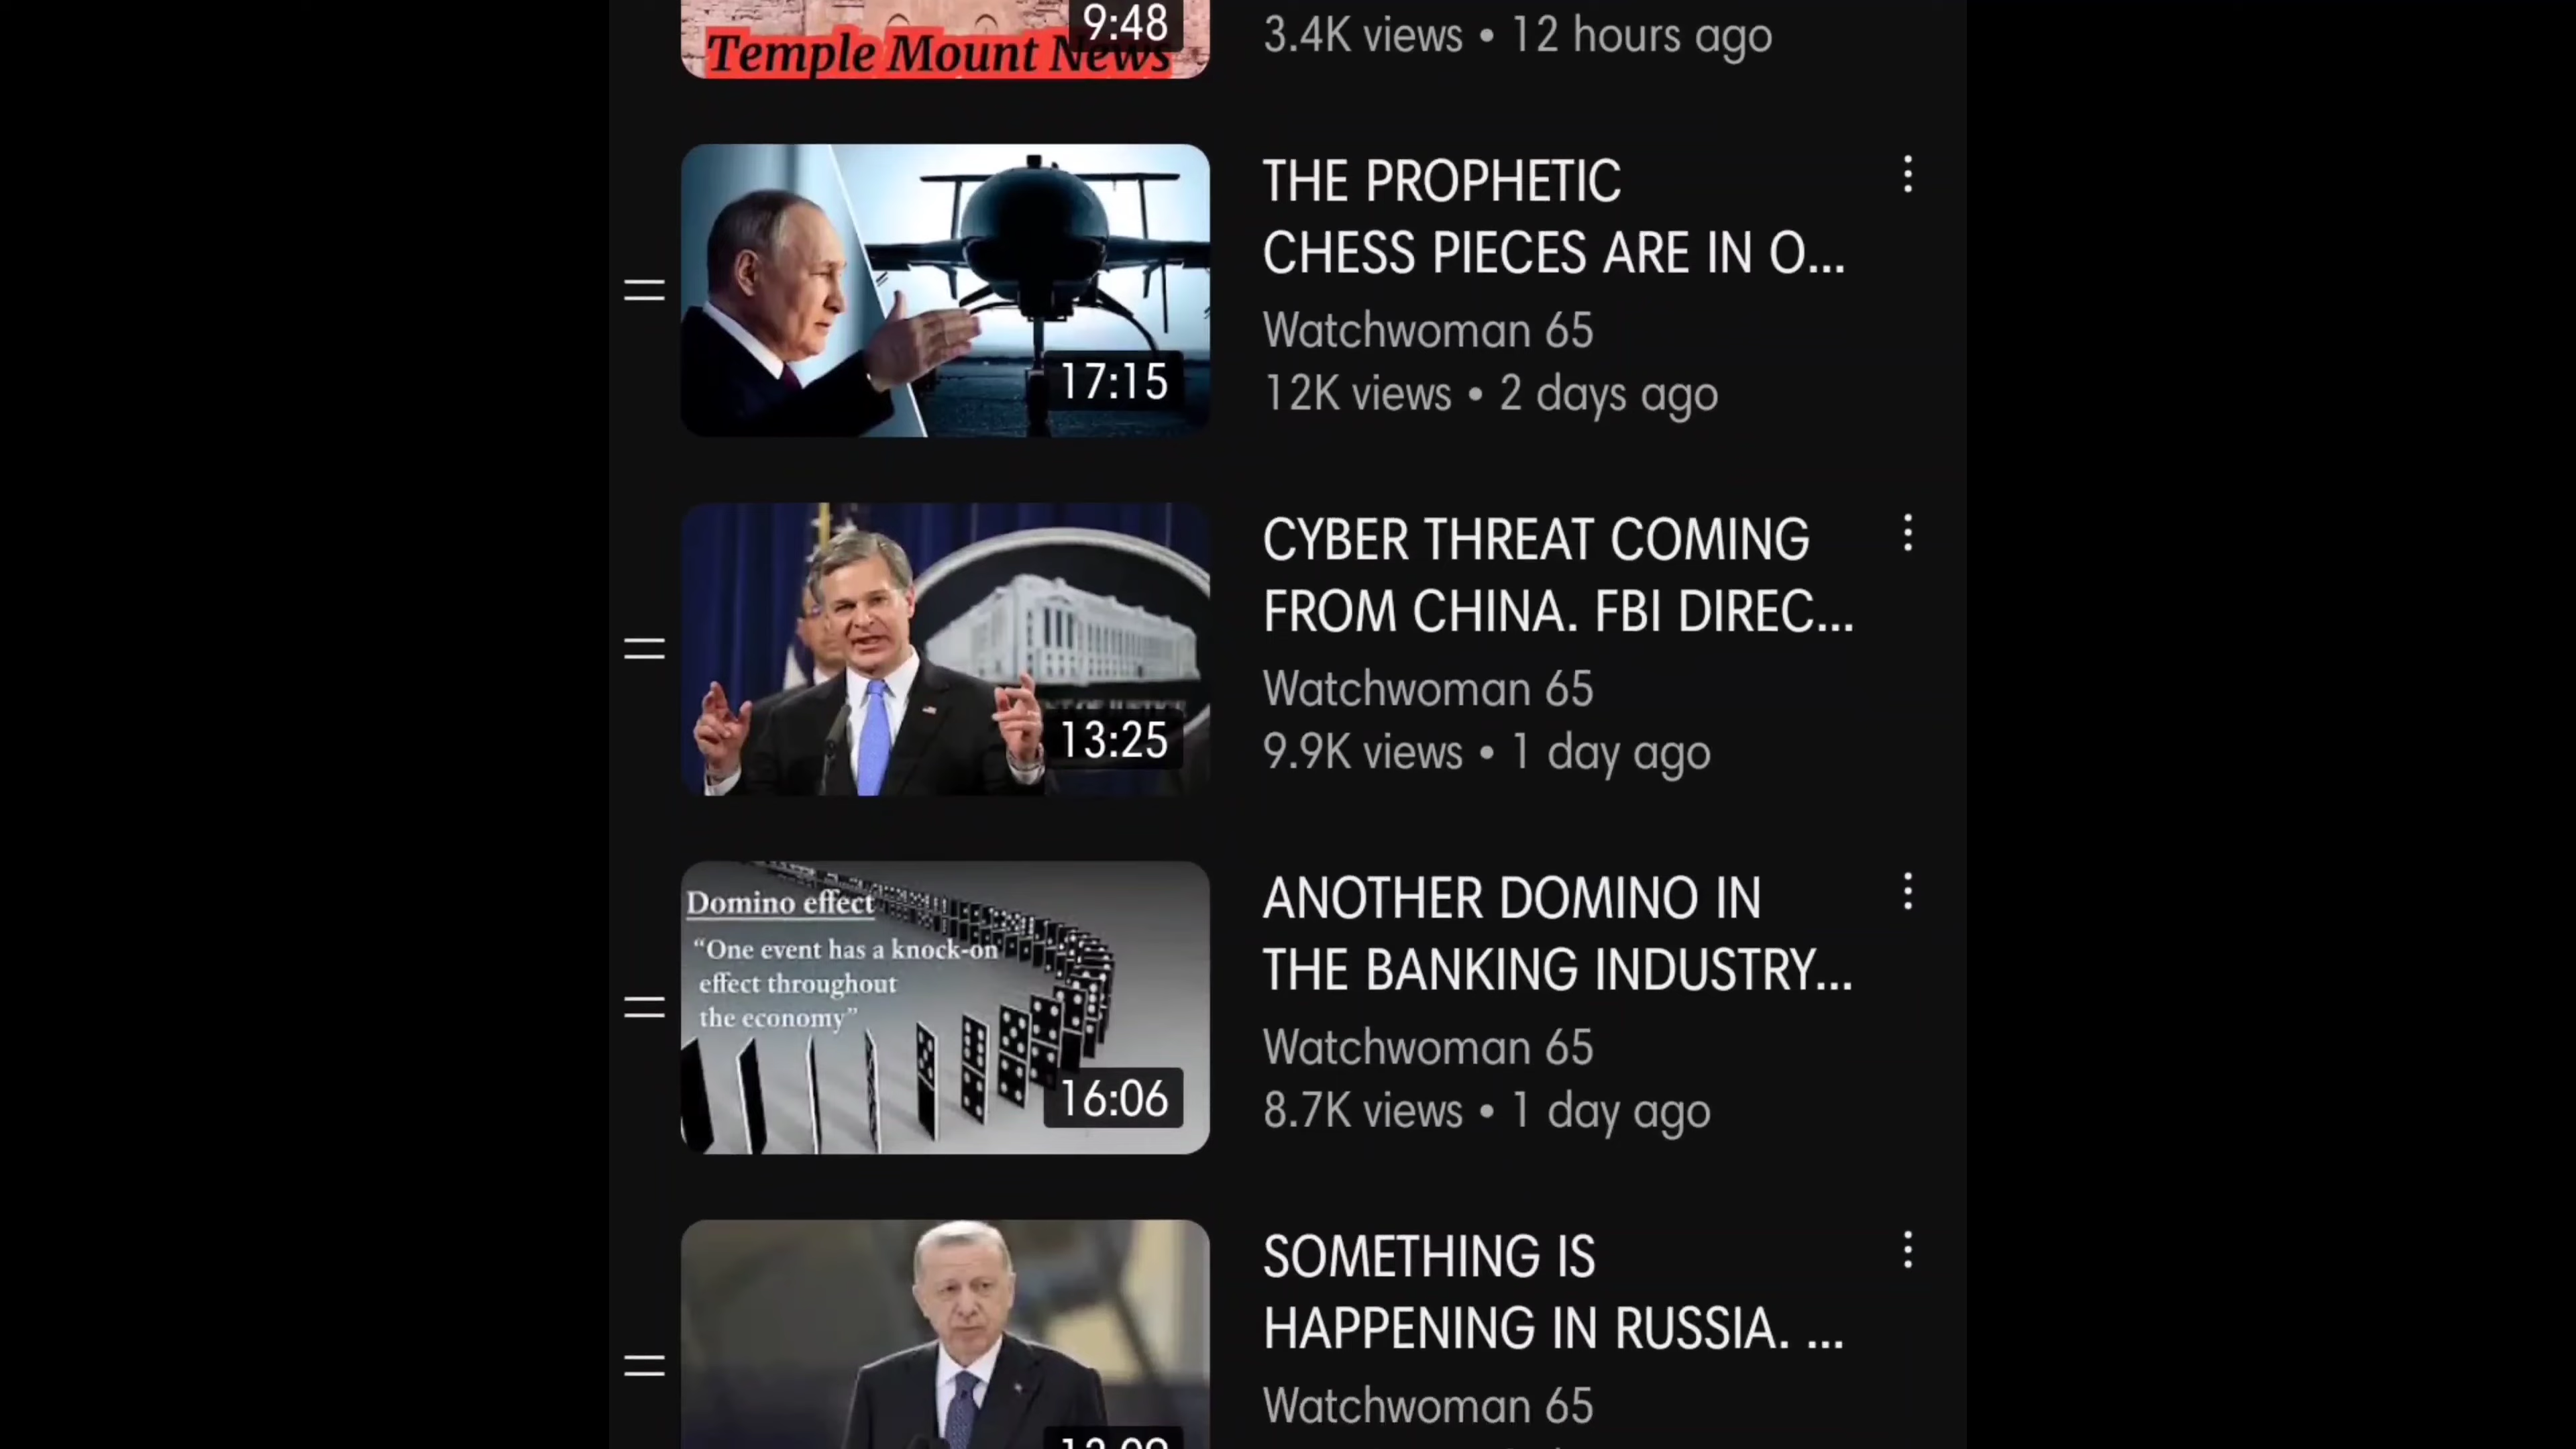 9:48
Temple Mount News
3.4K views • 12 hours ago
17:15
THE PROPHETIC
CHESS PIECES ARE IN O...
Watchwoman 65
12K views • 2 days ago
13:25
CYBER THREAT COMING
FROM CHINA. FBI DIREC...
Watchwoman 65
9.9K views • 1 day ago
Domino effect
“One event has a knock-on
effect throughout
the economy”
16:06
ANOTHER DOMINO IN
THE BANKING INDUSTRY...
Watchwoman 65
8.7K views • 1 day ago
SOMETHING IS
HAPPENING IN RUSSIA. ...
Watchwoman 65